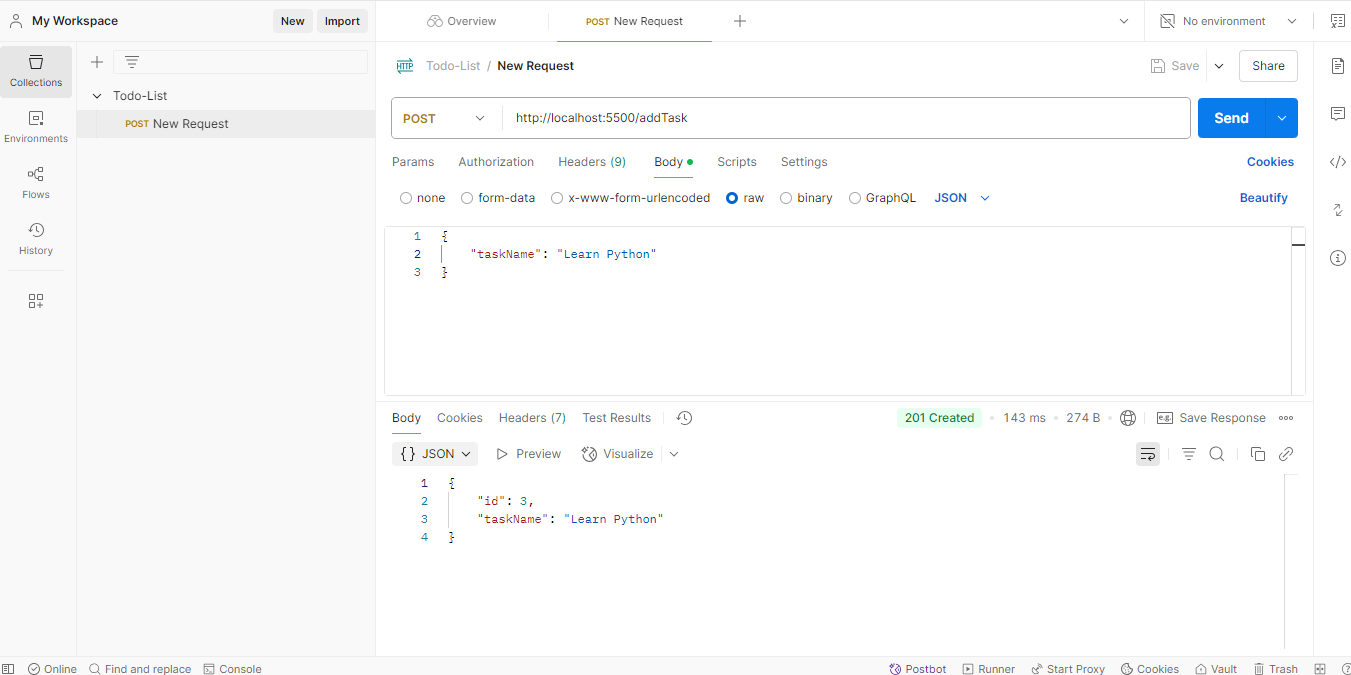 My Workspace
New
Import
Overview
POST New Request
No environment
Collections
Environments
Flows
History
Todo-List
POST New Request
HTTP
Todo-List / New Request
Save
Share
POST
http://localhost:5500/addTask
Send
Params
Authorization
Headers (9)
Body
Scripts
Settings
Cookies
none
form-data
x-www-form-urlencoded
raw
binary
GraphQL
JSON
Beautify
1 {
2 "taskName": "Learn Python"
3 }
Body
Cookies
Headers (7)
Test Results
201 Created
143 ms
274 B
e.g.
Save Response
{} JSON
Preview
Visualize
1 {
2 "id": 3,
3 "taskName": "Learn Python"
4 }
Online
Find and replace
Console
Postbot
Runner
Start Proxy
Cookies
Vault
Trash